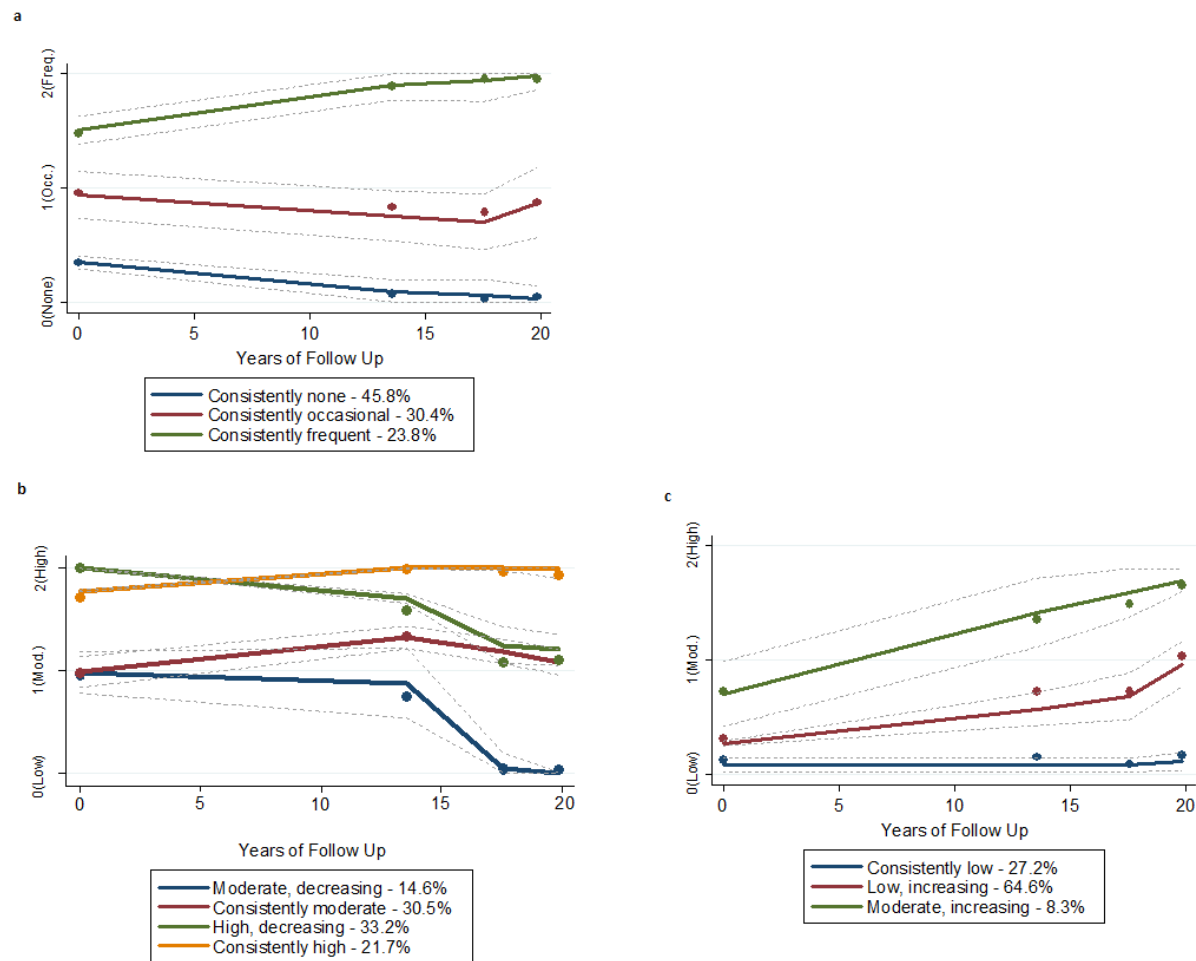 a
2(Freq.)
1(Occ.)
0(None)
0 5 10 15 20
Years of Follow Up
Consistently none - 45.8%
Consistently occasional - 30.4%
Consistently frequent - 23.8%
b
2(High)
1(Mod.)
0(Low)
0 5 10 15 20
Years of Follow Up
Moderate, decreasing - 14.6%
Consistently moderate - 30.5%
High, decreasing - 33.2%
Consistently high - 21.7%
c
2(High)
1(Mod.)
0(Low)
0 5 10 15 20
Years of Follow Up
Consistently low - 27.2%
Low, increasing - 64.6%
Moderate, increasing - 8.3%